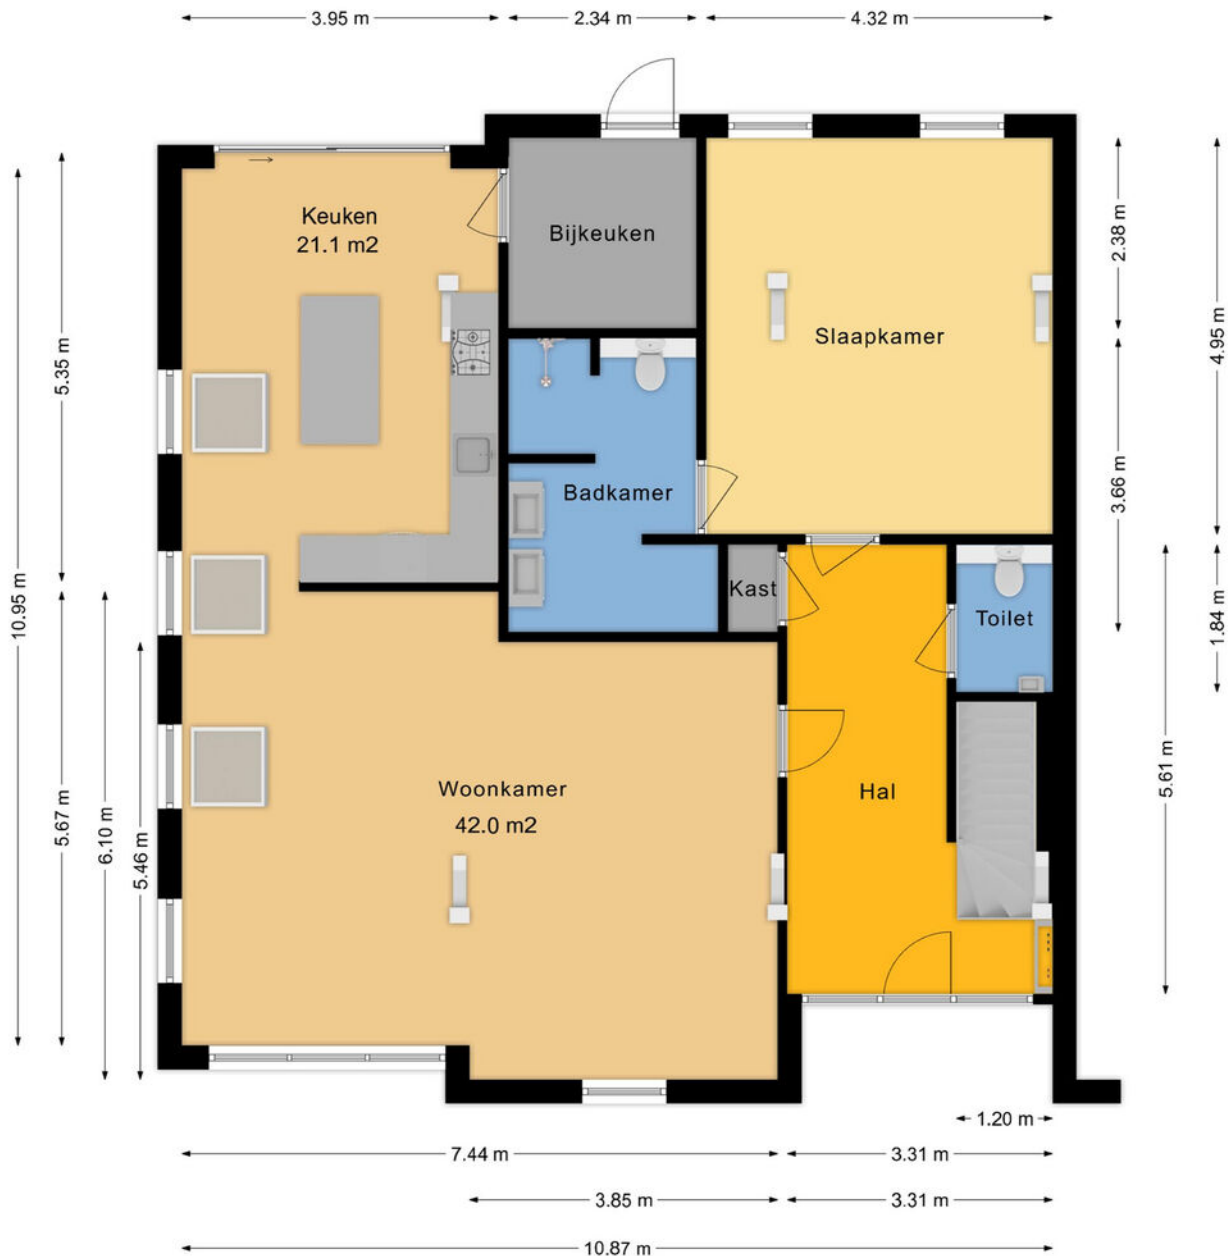 3.95 m
2.34 m
4.32 m
Keuken
21.1 m2
Bijkeuken
Slaapkamer
Badkamer
Kast
Toilet
Woonkamer
42.0 m2
Hal
10.95 m
5.35 m
5.67 m
6.10 m
5.46 m
2.38 m
3.66 m
4.95 m
1.84 m
5.61 m
1.20 m
7.44 m
3.31 m
3.85 m
3.31 m
10.87 m